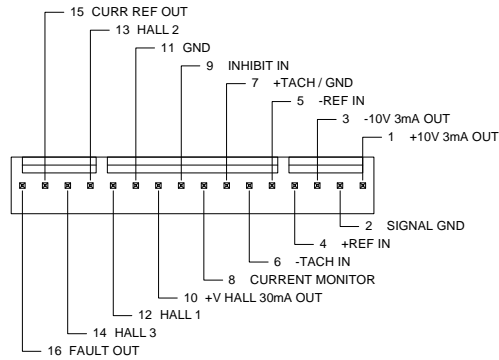 15 CURR REF OUT
13 HALL 2
11 GND
9 INHIBIT IN
7 +TACH / GND
5 -REF IN
3 -10V 3mA OUT
1 +10V 3mA OUT
2 SIGNAL GND
4 +REF IN
6 -TACH IN
8 CURRENT MONITOR
10 +V HALL 30mA OUT
12 HALL 1
14 HALL 3
16 FAULT OUT